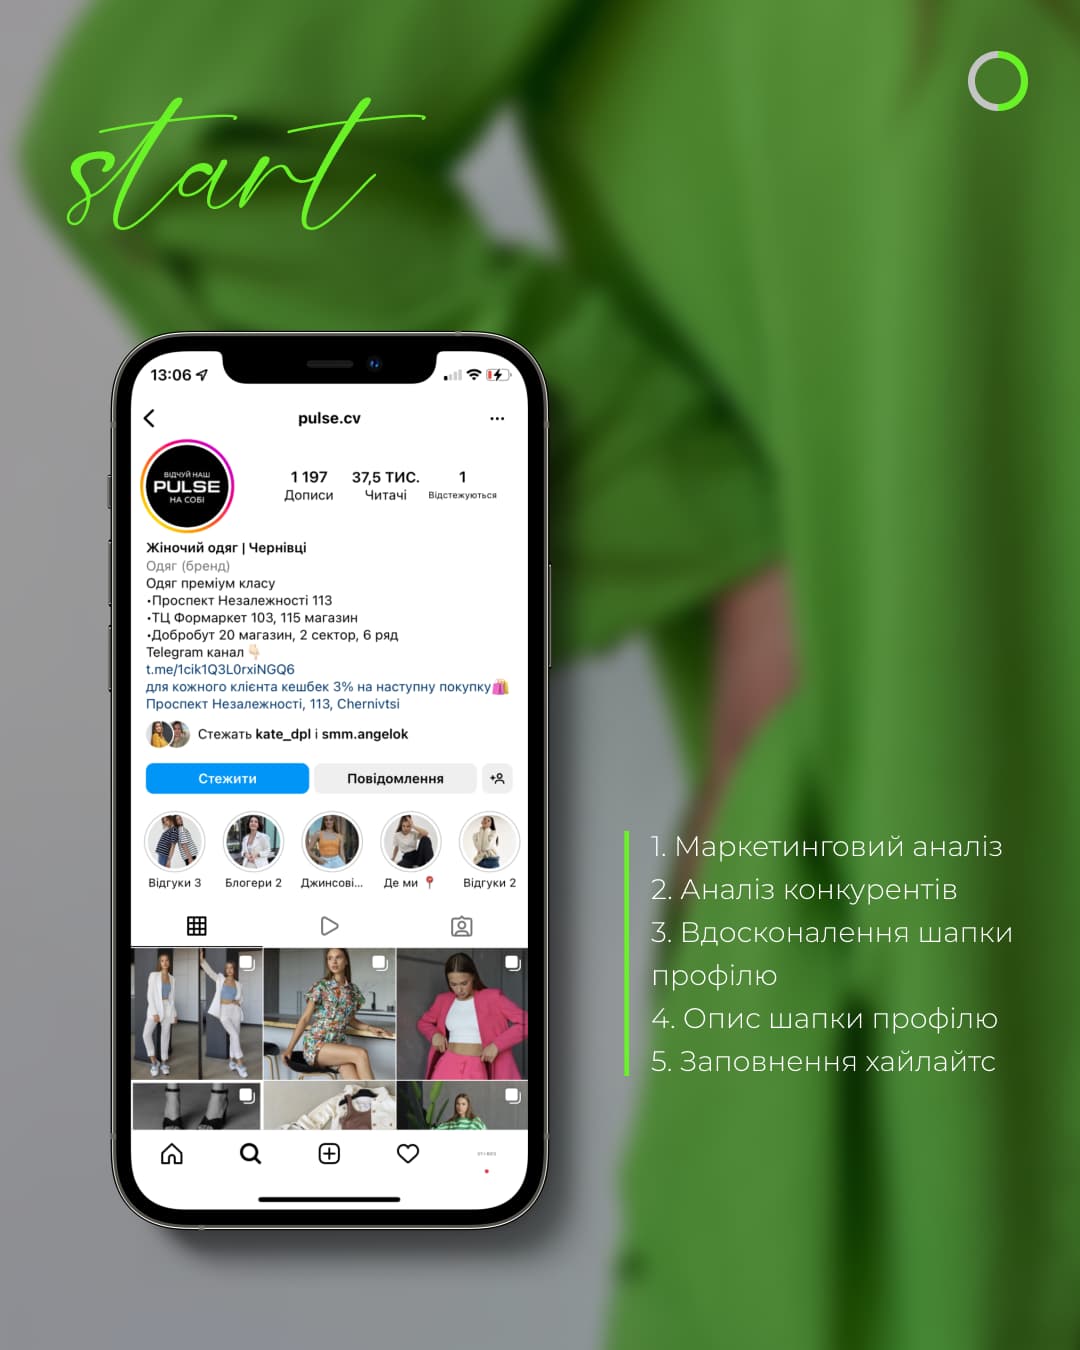 start
13:06
pulse.cv
ВІДЧУЙ НАШ
PULSE
НА СОБІ
1 197
Дописи
37,5 ТИС.
Читачі
1
Відстежуються
Жіночий одяг | Чернівці
Одяг (бренд)
Одяг преміум класу
•Проспект Незалежності 113
•ТЦ Формаркет 103, 115 магазин
•Добробут 20 магазин, 2 сектор, 6 ряд
Telegram канал👇🏻
t.me/1cik1Q3L0rxiNGQ6
для кожного клієнта кешбек 3% на наступну покупку🛍️
Проспект Незалежності, 113, Chernivtsi
Стежать kate_dpl і smm.angelok
Стежити
Повідомлення
Відгуки 3
Блогери 2
Джинсові...
Де ми 📍
Відгуки 2
1. Маркетинговий аналіз
2. Аналіз конкурентів
3. Вдосконалення шапки
профілю
4. Опис шапки профілю
5. Заповнення хайлайтс